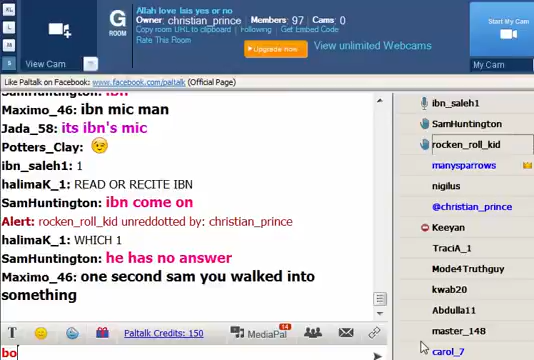 KL
L
M
S
View Cam
G
ROOM
Allah love lais yes or no
Owner: christian_prince | Members: 97 | Cams: 0
Copy room URL to clipboard | Following | Get Embed Code
Rate This Room
Upgrade Now
View unlimited Webcams
Start My Cam
My Cam
Like Paltalk on Facebook: www.facebook.com/paltalk (Official Page)
SamHuntington: ibn
Maximo_46: ibn mic man
Jada_58: its ibn's mic
Potters_Clay:
ibn_saleh1: 1
halimaK_1: READ OR RECITE IBN
SamHuntington: ibn come on
Alert: rocken_roll_kid unreddotted by: christian_prince
halimaK_1: WHICH 1
SamHuntington: he has no answer
Maximo_46: one second sam you walked into
something
T
Paltalk Credits: 150
MediaPal
14
bo
ibn_saleh1
SamHuntington
rocken_roll_kid
manysparrows
nigilus
@christian_prince
Keeyan
TraciA_1
Mode4Truthguy
kwab20
Abdulla11
master_148
carol_7